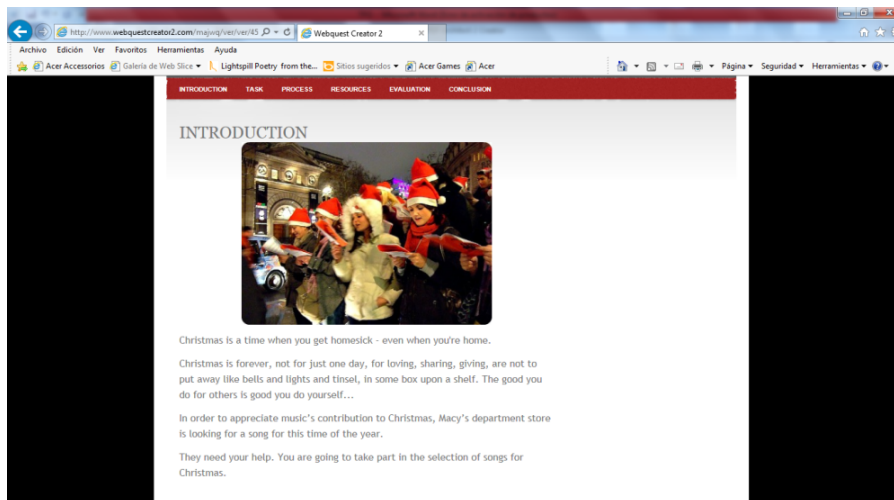 http://www.webquestcreator2.com/majwq/ver/ver/45
Webquest Creator 2
Archivo Edición Ver Favoritos Herramientas Ayuda
Acer Accessories Galería de Web Slice Lightspill Poetry from the... Sitios sugeridos Acer Games Acer Página Seguridad Herramientas
INTRODUCTION TASK PROCESS RESOURCES EVALUATION CONCLUSION
INTRODUCTION
Christmas is a time when you get homesick - even when you're home.
Christmas is forever, not for just one day, for loving, sharing, giving, are not to
put away like bells and lights and tinsel, in some box upon a shelf. The good you
do for others is good you do yourself...
In order to appreciate music's contribution to Christmas, Macy's department store
is looking for a song for this time of the year.
They need your help. You are going to take part in the selection of songs for
Christmas.